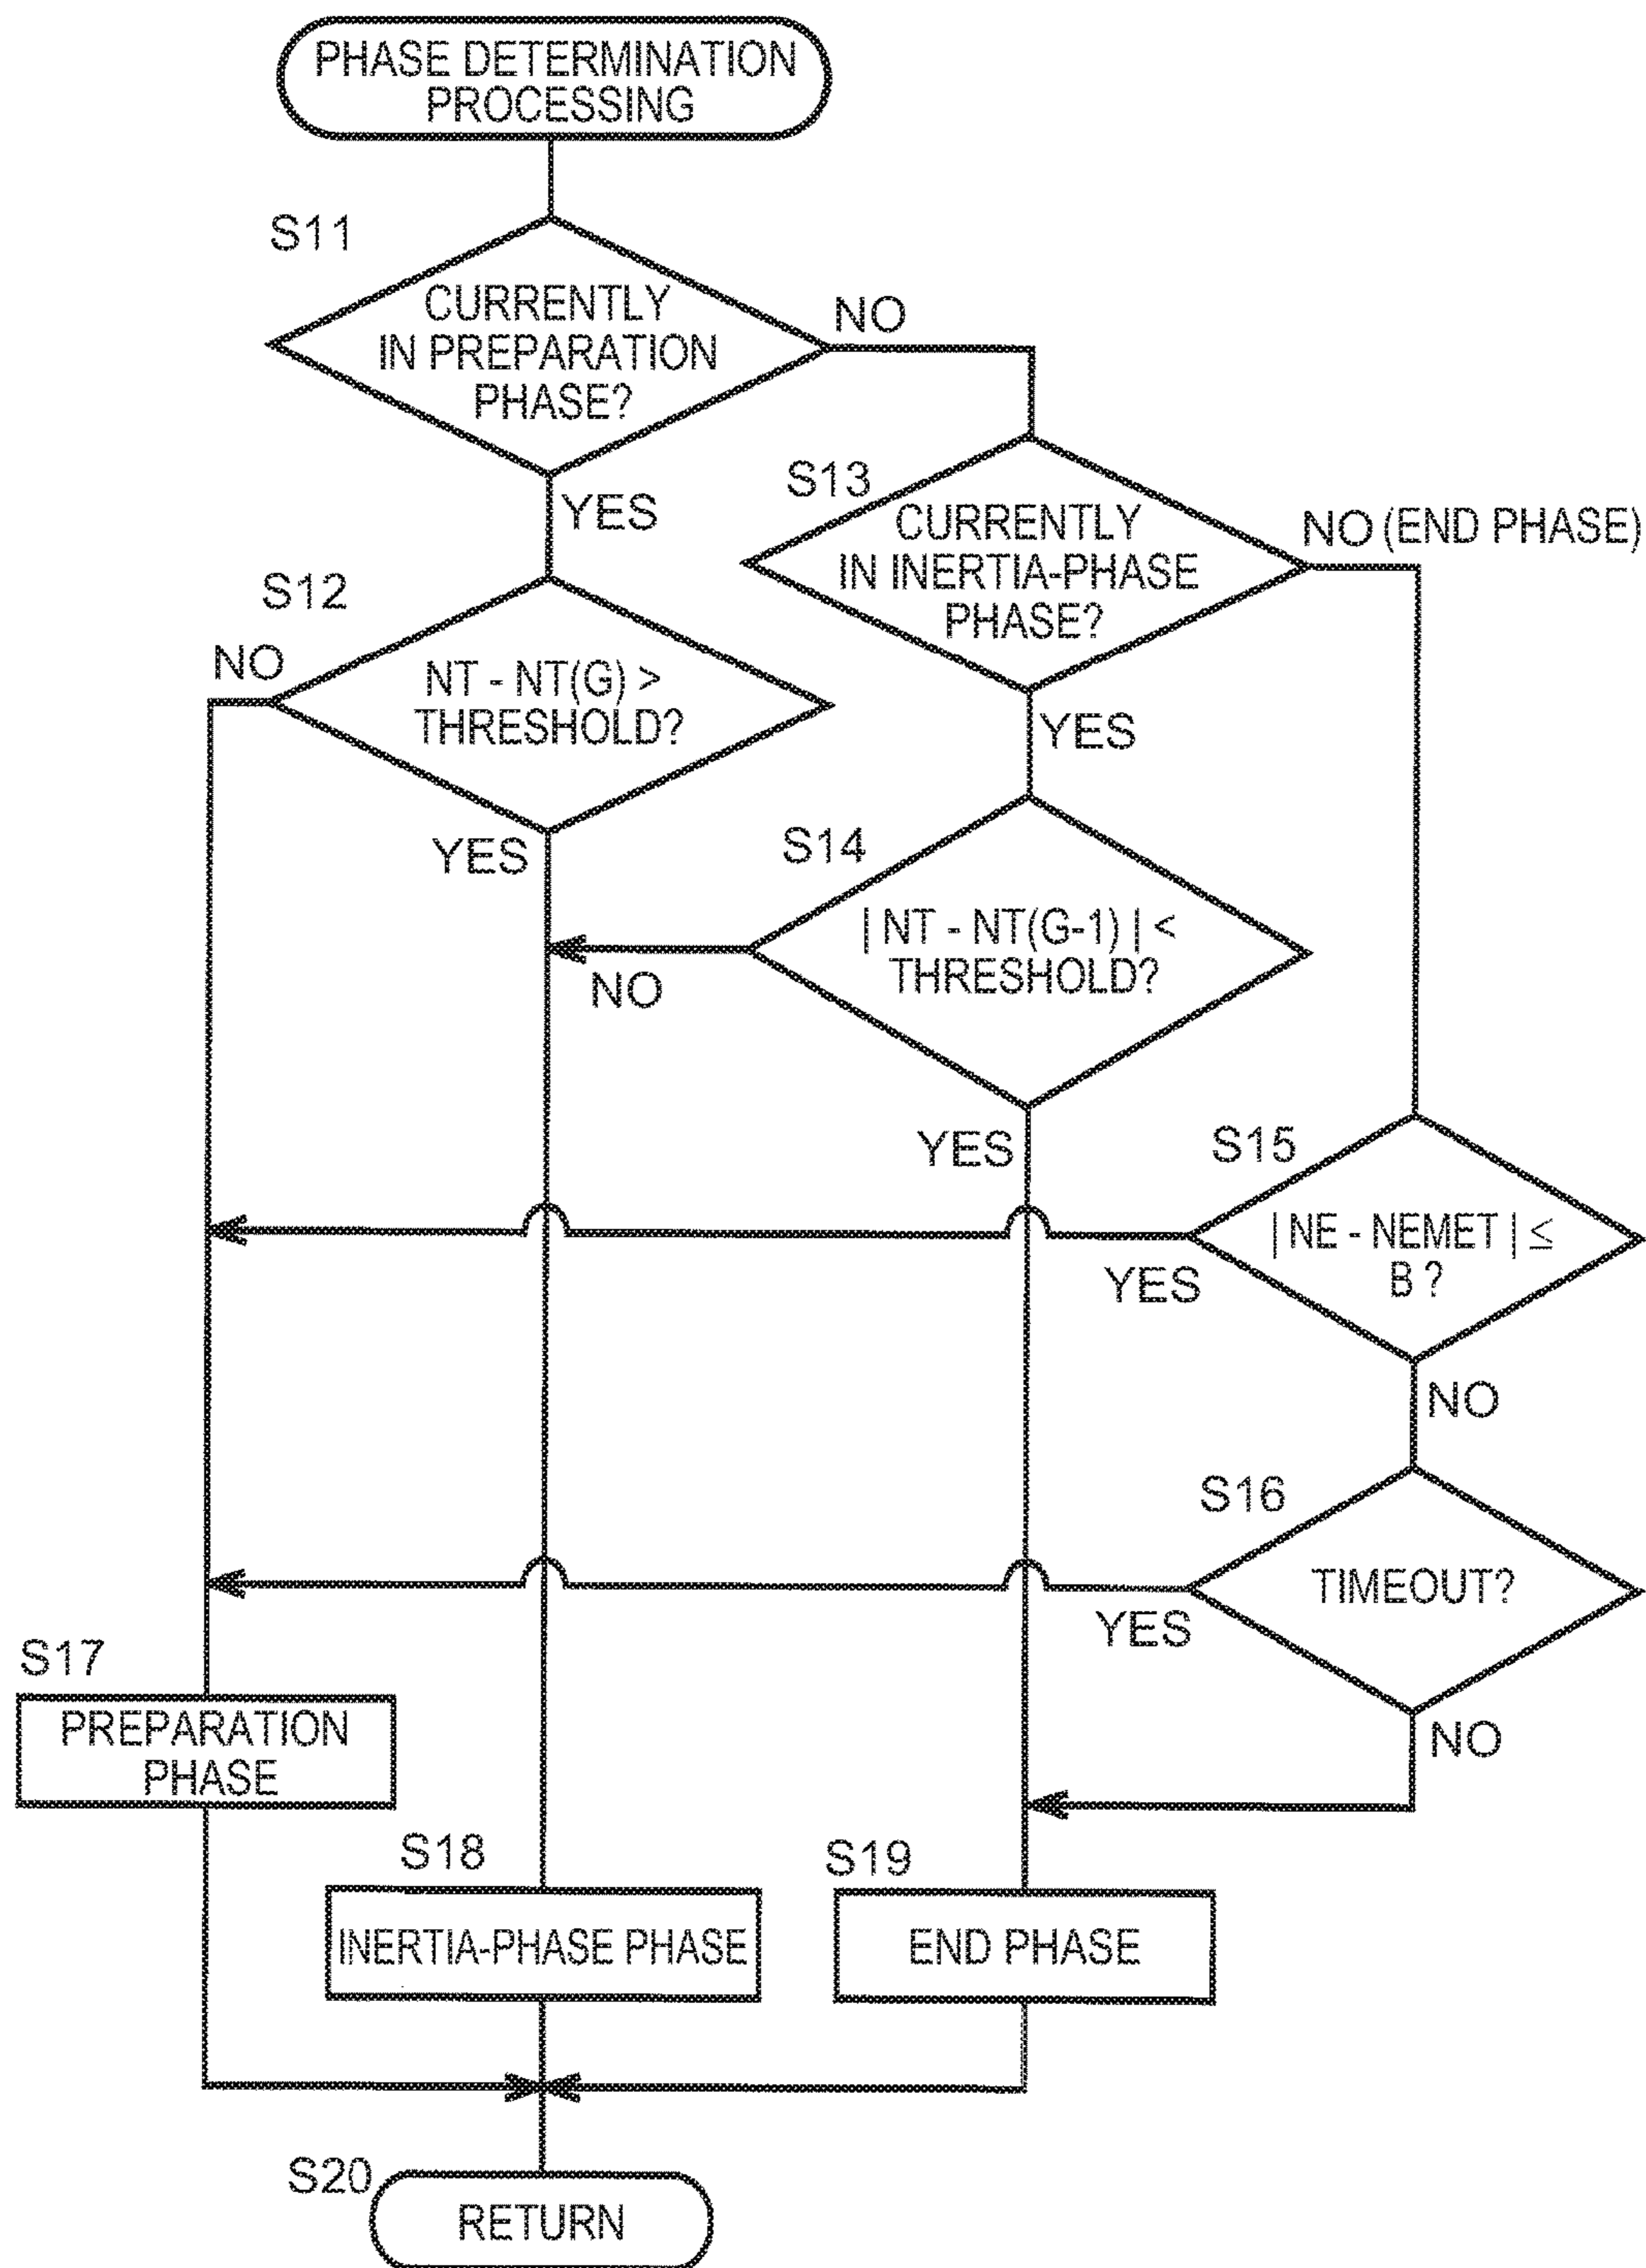 PHASE DETERMINATION
PROCESSING
S11
CURRENTLY
IN PREPARATION
PHASE?
NO
YES
S13
CURRENTLY
IN INERTIA-PHASE
PHASE?
NO (END PHASE)
S12
NO
NT - NT(G) >
THRESHOLD?
YES
YES
S14
| NT - NT(G-1) | <
THRESHOLD?
NO
YES
S15
| NE - NEMET | ≤
B ?
YES
NO
S16
TIMEOUT?
YES
NO
S17
PREPARATION
PHASE
S18
INERTIA-PHASE PHASE
S19
END PHASE
S20
RETURN